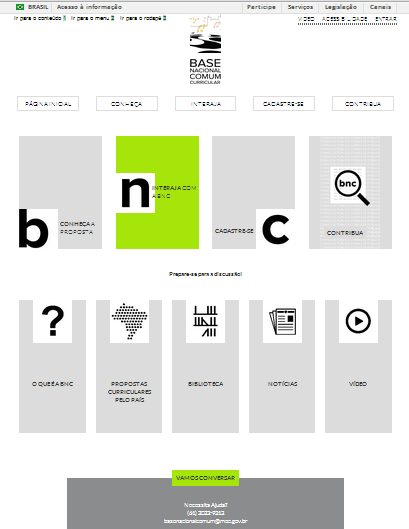 BRASIL Acesso à informação Participe Serviços Legislação Canais
Ir para o conteúdo 1 Ir para o menu 2 Ir para o rodapé 3 VIDEO ACESSIBILIDADE ENTRAR
BASE
NACIONAL
COMUM
CURRICULAR
PÁGINA INICIAL CONHEÇA INTERAJA CADASTRE-SE CONTRIBUA
b CONHEÇA A
PROPOSTA
n INTERAJA COM
A BNC
CADASTRE-SE c
bnc
CONTRIBUA
Prepare-se para a discussão!
?
O QUE É A BNC
PROPOSTAS
CURRICULARES
PELO PAÍS
BIBLIOTECA
NOTÍCIAS
VÍDEO
VAMOS CONVERSAR
Necessita Ajuda?
basenacionalcomum@mec.gov.br